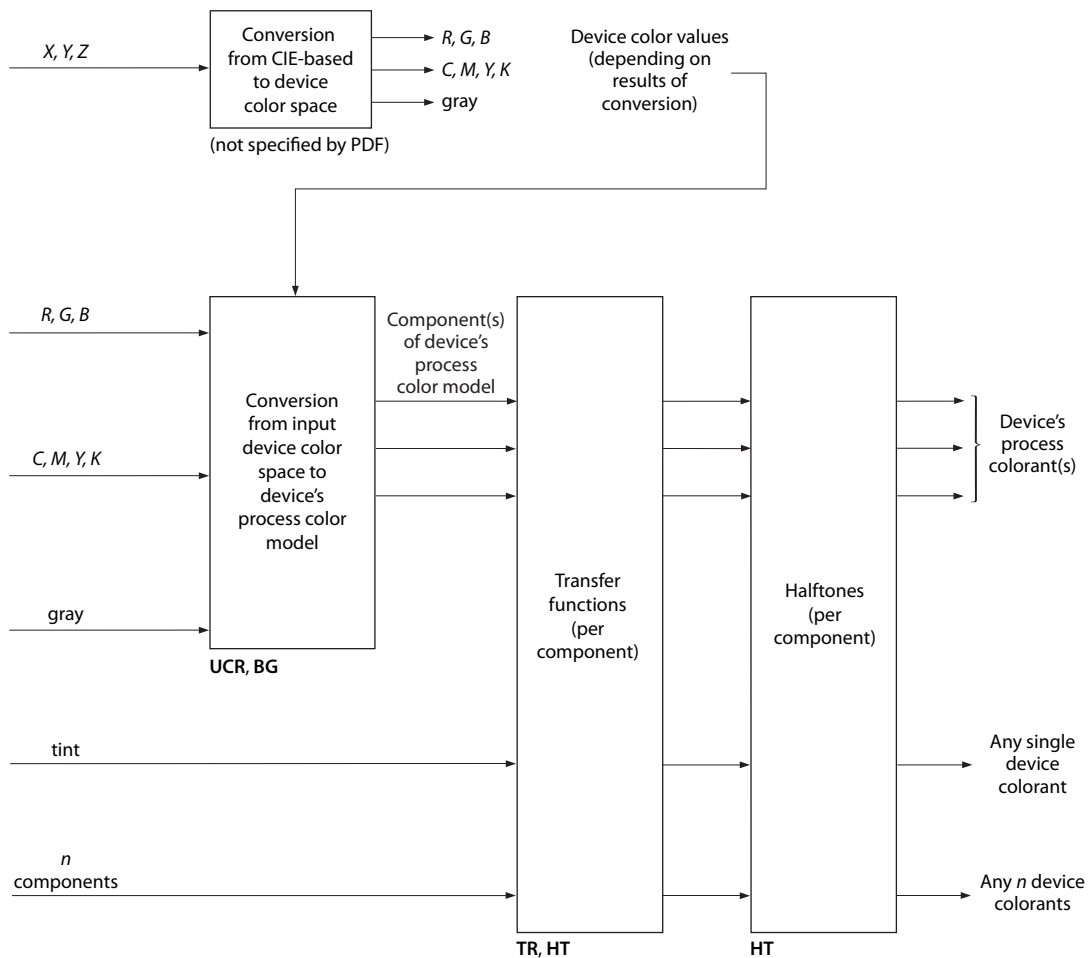 X, Y, Z
Conversion
from CIE-based
to device
color space
(not specified by PDF)
R, G, B
C, M, Y, K
gray
Device color values
(depending on
results of
conversion)
R, G, B
C, M, Y, K
gray
Conversion
from input
device color
space to
device’s
process color
model
UCR, BG
Component(s)
of device’s
process
color model
tint
n
components
Transfer
functions
(per
component)
TR, HT
Halftones
(per
component)
HT
Device’s
process
colorant(s)
Any single
device
colorant
Any n device
colorants